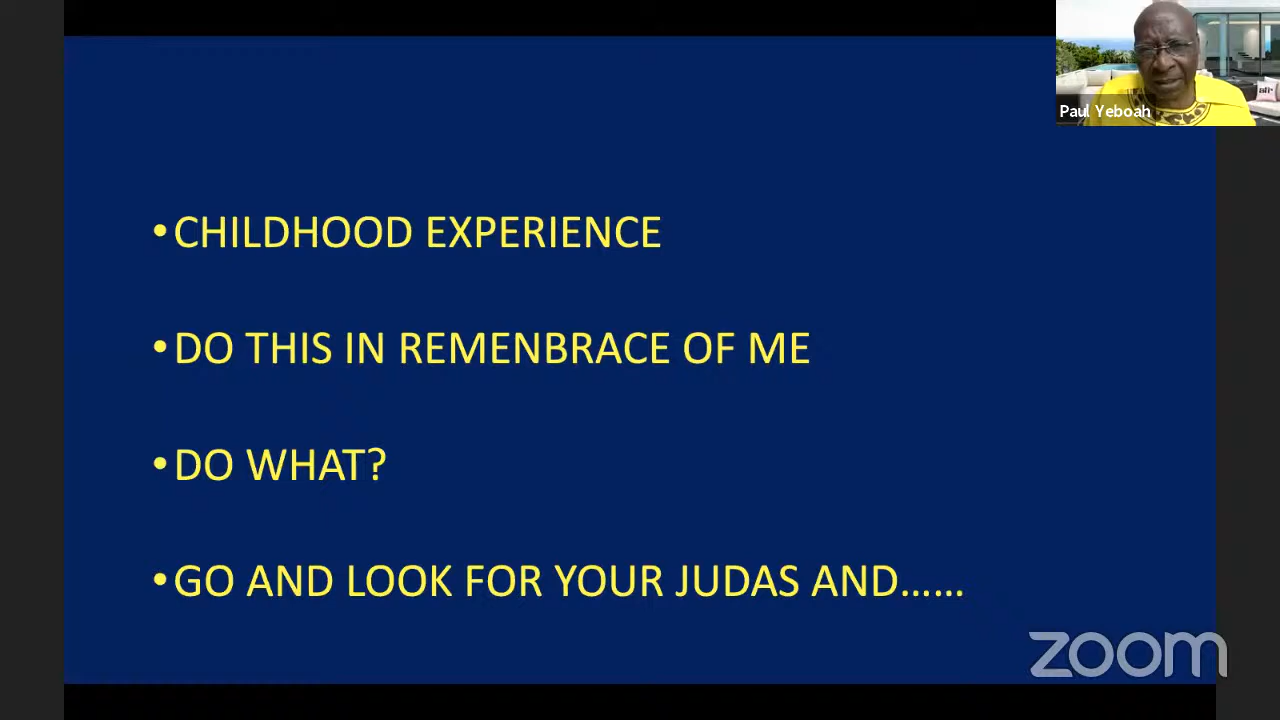 Paul Yeboah
•CHILDHOOD EXPERIENCE
•DO THIS IN REMENBRACE OF ME
•DO WHAT?
•GO AND LOOK FOR YOUR JUDAS AND……
zoom